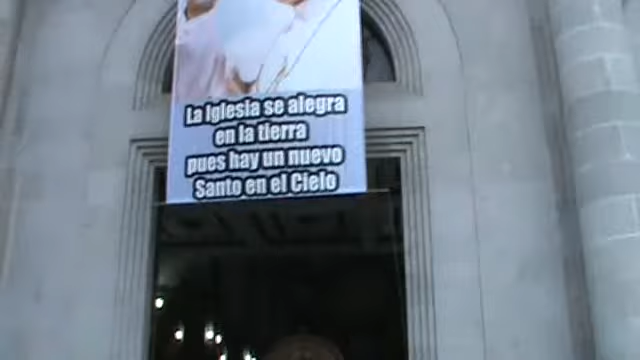 La Iglesia se alegra
en la tierra
pues hay un nuevo
Santo en el Cielo